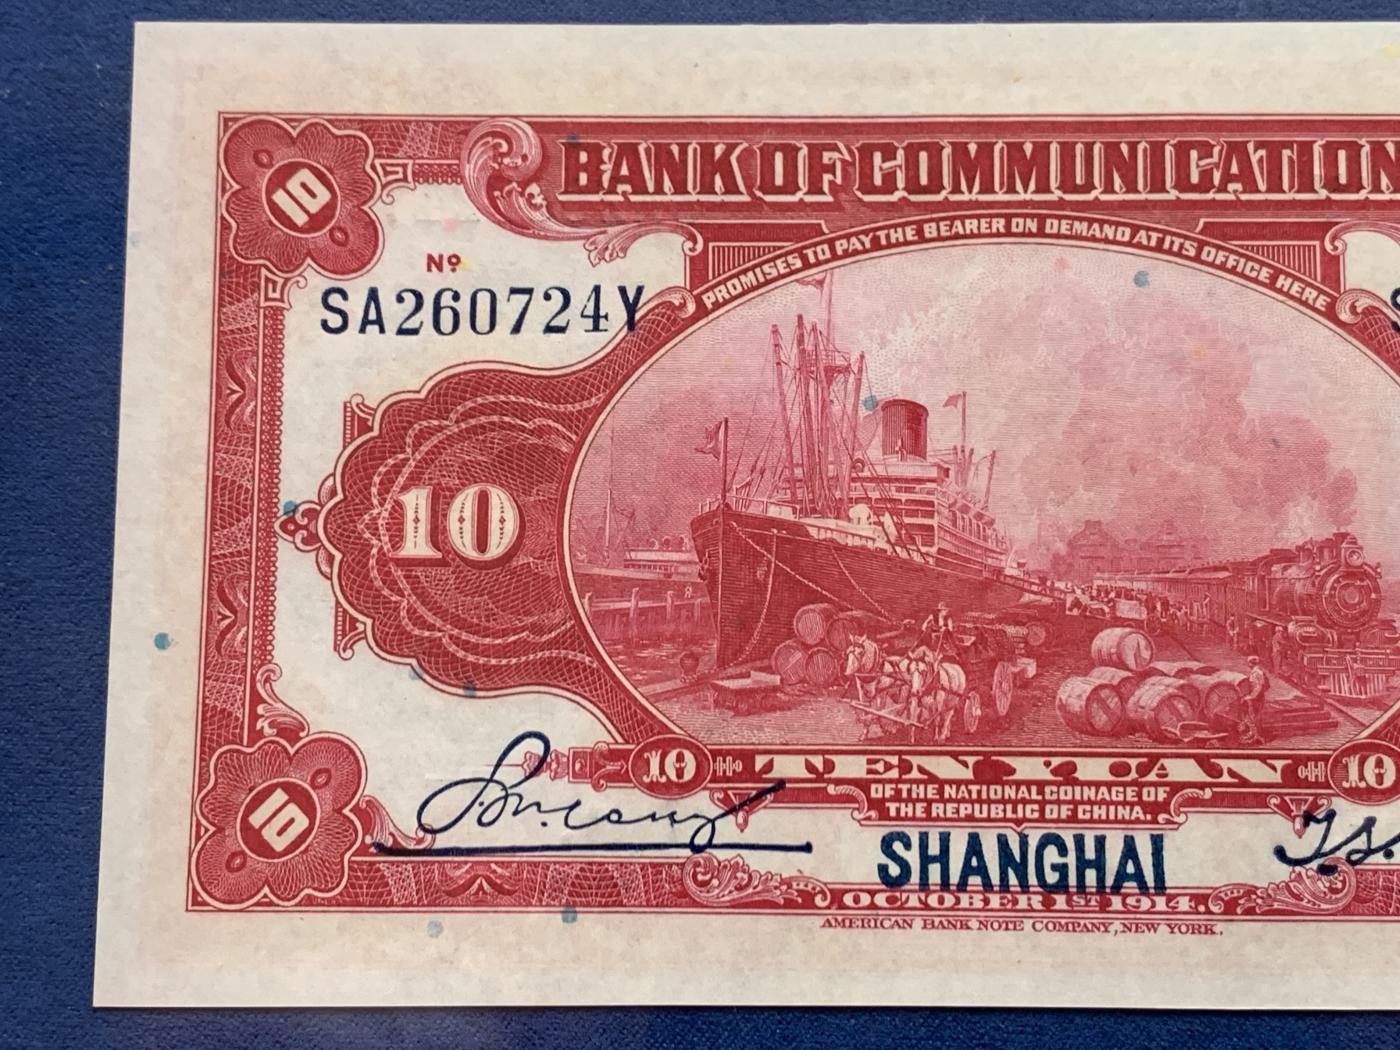 10
BANK OF COMMUNICATION
PROMISES TO PAY THE BEARER ON DEMAND AT ITS OFFICE HERE
Nº
SA260724Y
10
10 TEN YUAN 10
OF THE NATIONAL COINAGE OF
THE REPUBLIC OF CHINA.
SHANGHAI
10
OCTOBER 1ST 1914.
AMERICAN BANK NOTE COMPANY, NEW YORK.